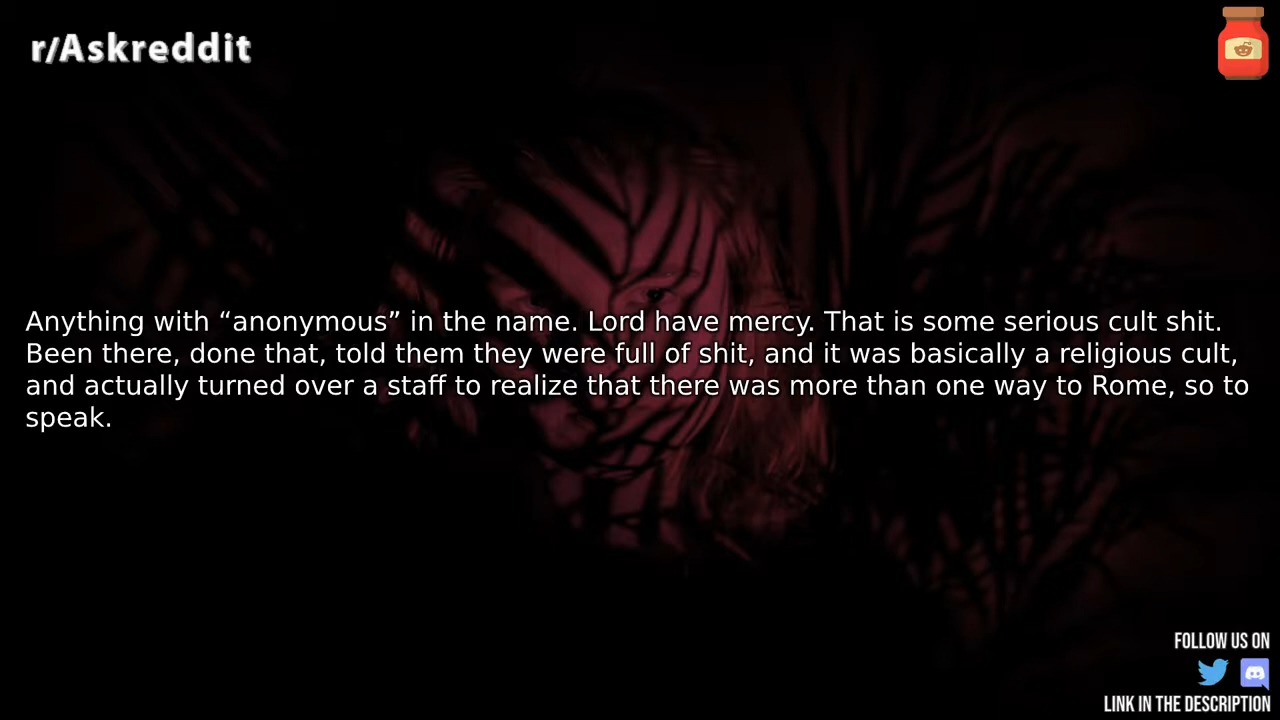 r/Askreddit
Anything with “anonymous” in the name. Lord have mercy. That is some serious cult shit.
Been there, done that, told them they were full of shit, and it was basically a religious cult,
and actually turned over a staff to realize that there was more than one way to Rome, so to
speak.
FOLLOW US ON
LINK IN THE DESCRIPTION